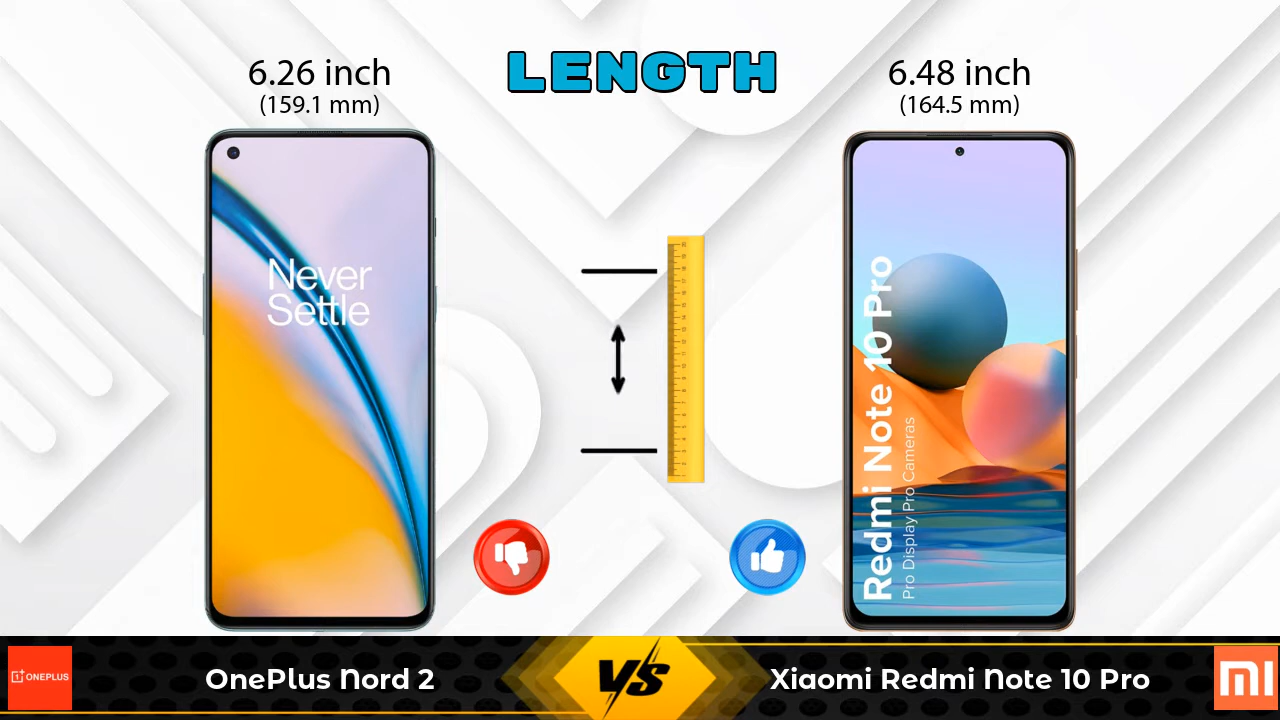 LENGTH
6.26 inch
(159.1 mm)
6.48 inch
(164.5 mm)
Never
Settle
Redmi Note 10 Pro
Pro Display Pro Cameras
1+ ONEPLUS
OnePlus Nord 2
VS
Xiaomi Redmi Note 10 Pro
MI